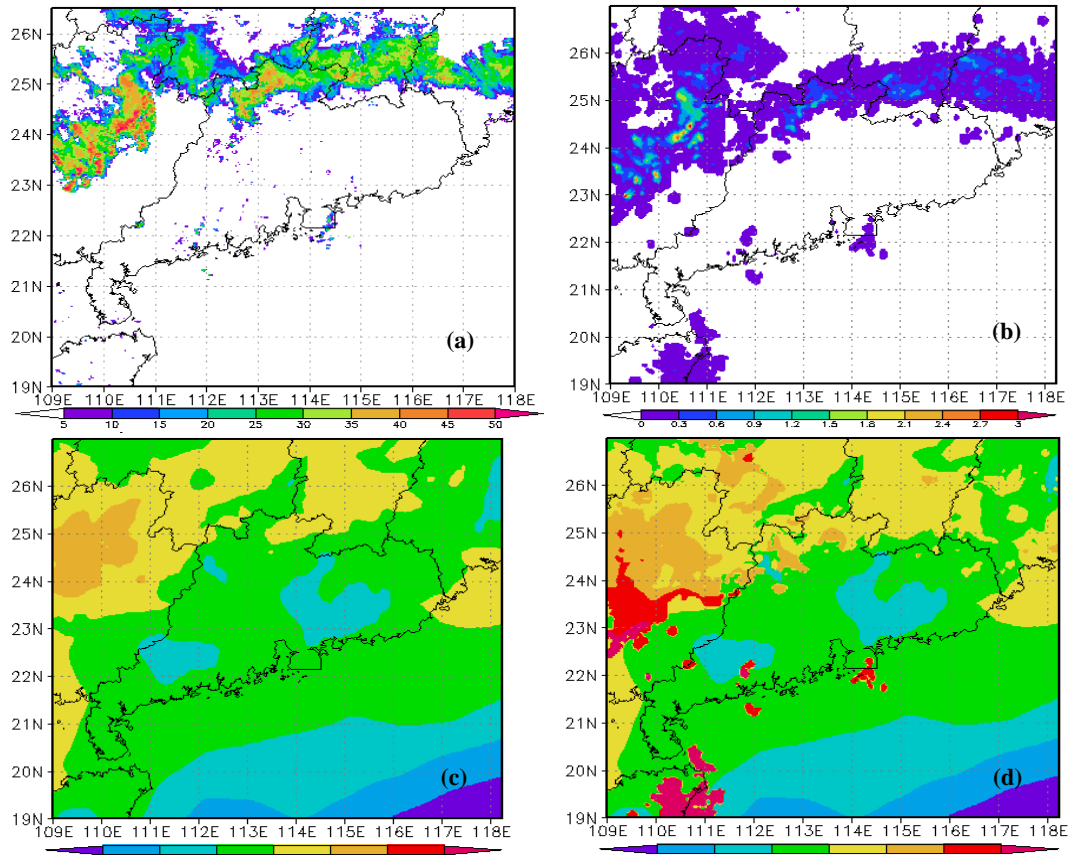 26N
25N
24N
23N
22N
21N
20N
19N
(a)
109E 110E 111E 112E 113E 114E 115E 116E 117E 118E
5 10 15 20 25 30 35 40 45 50
26N
25N
24N
23N
22N
21N
20N
19N
(b)
109E 110E 111E 112E 113E 114E 115E 116E 117E 118E
0 0.3 0.6 0.9 1.2 1.5 1.8 2.1 2.4 2.7 3
26N
25N
24N
23N
22N
21N
20N
19N
(c)
109E 110E 111E 112E 113E 114E 115E 116E 117E 118E
26N
25N
24N
23N
22N
21N
20N
19N
(d)
109E 110E 111E 112E 113E 114E 115E 116E 117E 118E